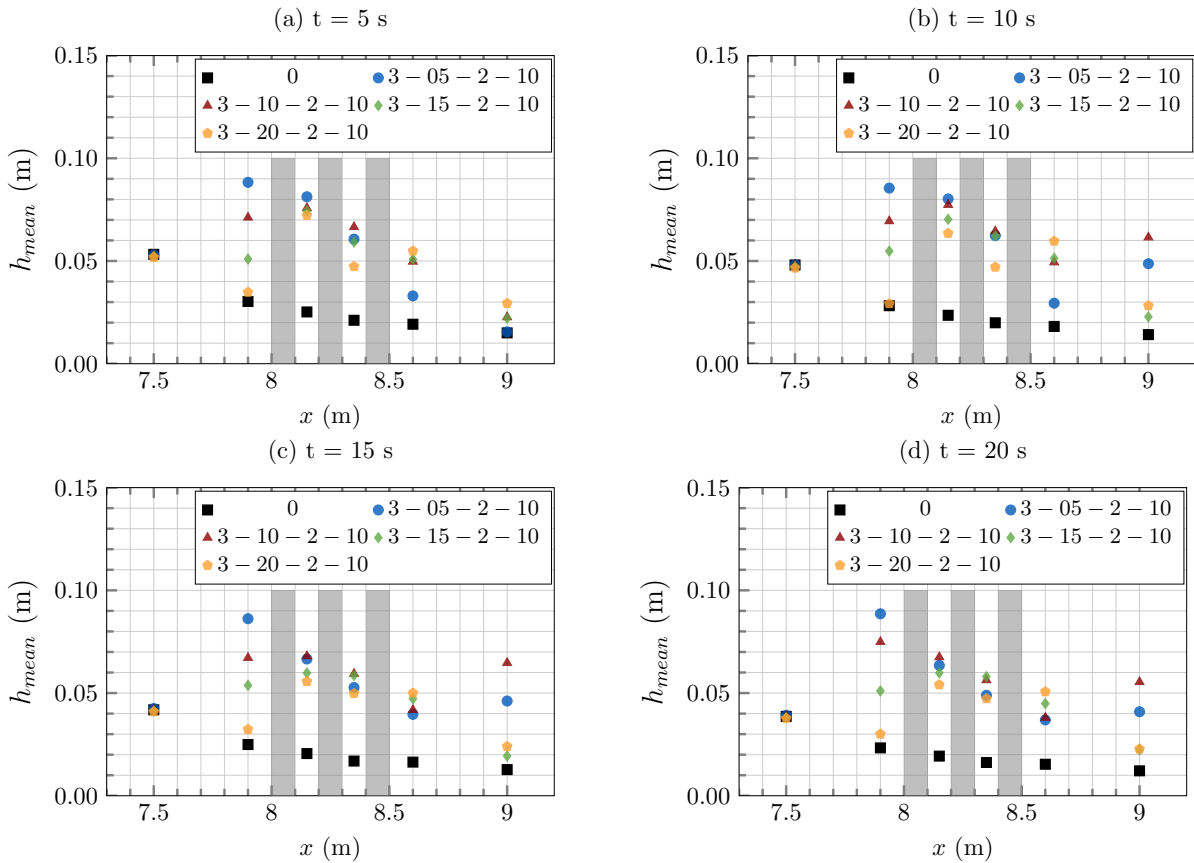 (a) t = 5 s
0.15
0.10
0.05
0.00
h_mean (m)
0 3 − 05 − 2 − 10
3 − 10 − 2 − 10 3 − 15 − 2 − 10
3 − 20 − 2 − 10
7.5 8 8.5 9
x (m)
(b) t = 10 s
0.15
0.10
0.05
0.00
h_mean (m)
0 3 − 05 − 2 − 10
3 − 10 − 2 − 10 3 − 15 − 2 − 10
3 − 20 − 2 − 10
7.5 8 8.5 9
x (m)
(c) t = 15 s
0.15
0.10
0.05
0.00
h_mean (m)
0 3 − 05 − 2 − 10
3 − 10 − 2 − 10 3 − 15 − 2 − 10
3 − 20 − 2 − 10
7.5 8 8.5 9
x (m)
(d) t = 20 s
0.15
0.10
0.05
0.00
h_mean (m)
0 3 − 05 − 2 − 10
3 − 10 − 2 − 10 3 − 15 − 2 − 10
3 − 20 − 2 − 10
7.5 8 8.5 9
x (m)